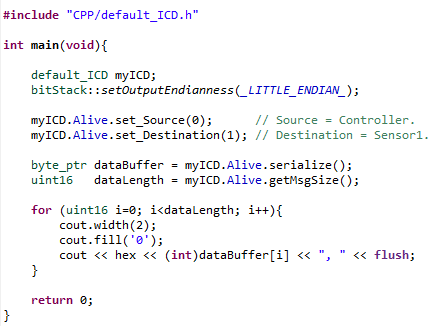 #include "CPP/default_ICD.h"
int main(void){
default_ICD myICD;
bitStack::setOutputEndianness(_LITTLE_ENDIAN_);
myICD.Alive.set_Source(0);      // Source = Controller.
myICD.Alive.set_Destination(1); // Destination = Sensor1.
byte_ptr dataBuffer = myICD.Alive.serialize();
uint16   dataLength = myICD.Alive.getMsgSize();
for (uint16 i=0; i<dataLength; i++){
cout.width(2);
cout.fill('0');
cout << hex << (int)dataBuffer[i] << ", " << flush;
}
return 0;
}